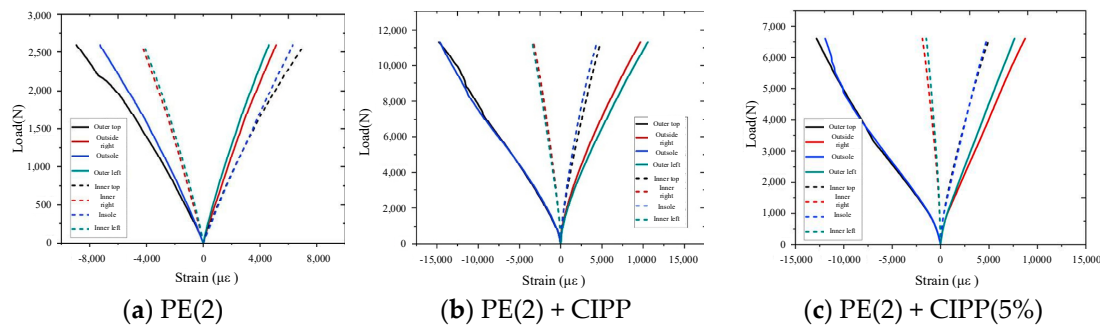 3,000
2,500
2,000
1,500
1,000
500
0
Load(N)
Outer top
Outside
right
Outsole
Outer left
Inner top
Inner
right
Insole
Inner left
-8,000 -4,000 0 4,000 8,000
Strain (με)
(a) PE(2)
12,000
10,000
8,000
6,000
4,000
2,000
0
Load(N)
Outer top
Outside
right
Outsole
Outer left
Inner top
Inner
right
Insole
Inner left
-15,000 -10,000 -5,000 0 5,000 10,000 15,000
Strain (με)
(b) PE(2) + CIPP
7,000
6,000
5,000
4,000
3,000
2,000
1,000
0
Load(N)
Outer top
Outside
right
Outsole
Outer left
Inner top
Inner
right
Insole
Inner left
-15,000 -10,000 -5,000 0 5,000 10,000 15,000
Strain (με)
(c) PE(2) + CIPP(5%)